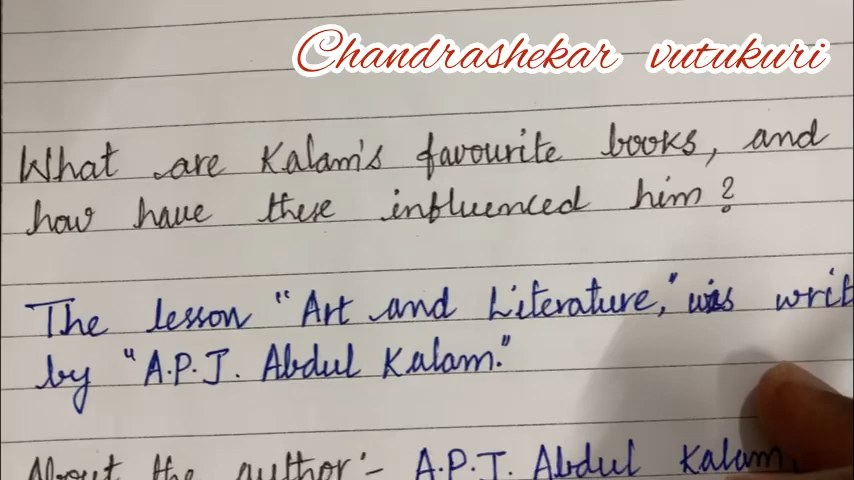 Chandrashekar vutukuri
What are Kalam's favourite books, and
how have these influenced him?
The lesson "Art and Literature," was writ
by "A.P.J. Abdul Kalam."
About the author:- A.P.J. Abdul Kalam